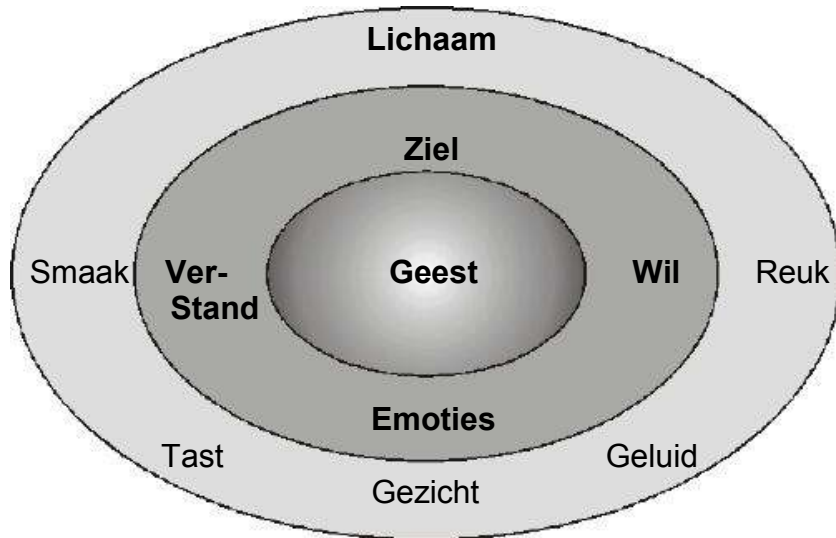 Lichaam
Ziel
Smaak
Ver-
Stand
Geest
Wil
Reuk
Emoties
Tast
Geluid
Gezicht